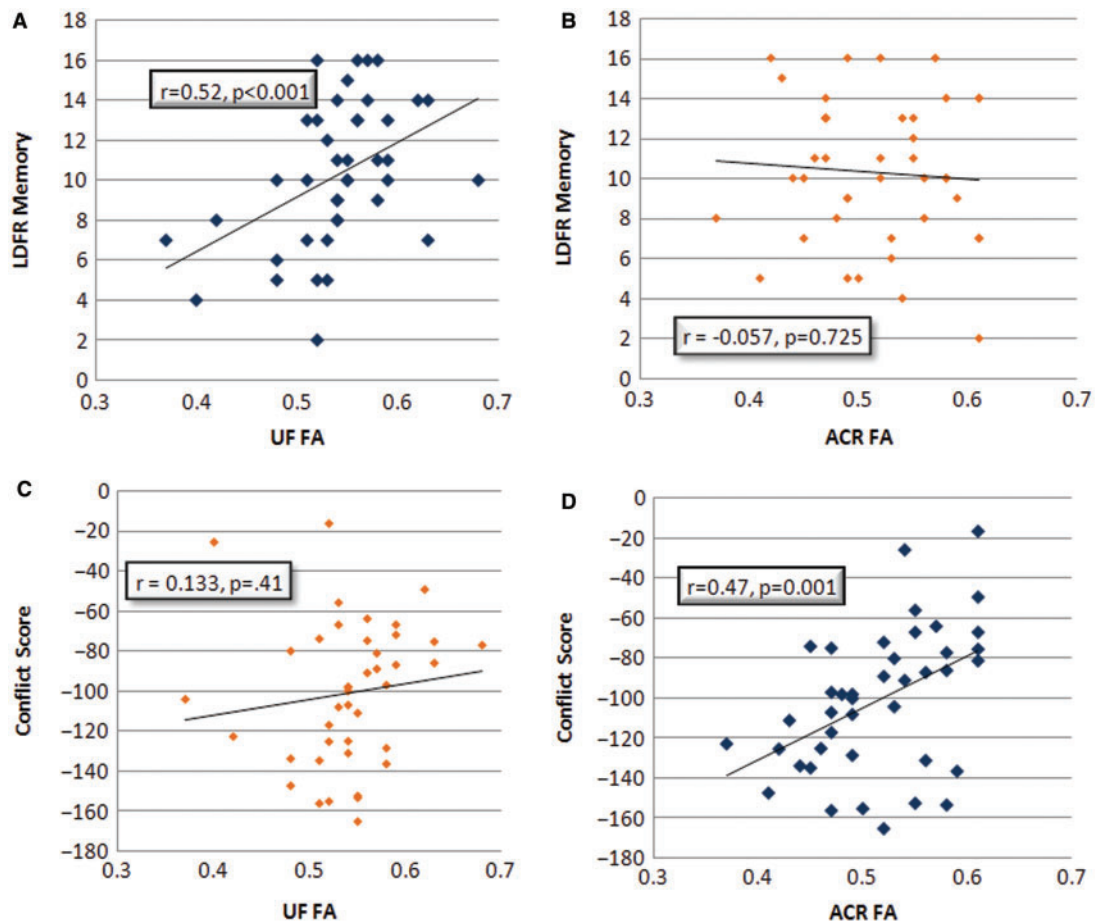 A
18
16
14
12
10
8
6
4
2
0
LDFR Memory
r=0.52, p<0.001
0.3 0.4 0.5 0.6 0.7
UF FA
B
18
16
14
12
10
8
6
4
2
0
LDFR Memory
r = -0.057, p=0.725
0.3 0.4 0.5 0.6 0.7
ACR FA
C
0
−20
−40
−60
−80
−100
−120
−140
−160
−180
Conflict Score
r = 0.133, p=.41
0.3 0.4 0.5 0.6 0.7
UF FA
D
0
−20
−40
−60
−80
−100
−120
−140
−160
−180
Conflict Score
r=0.47, p=0.001
0.3 0.4 0.5 0.6 0.7
ACR FA